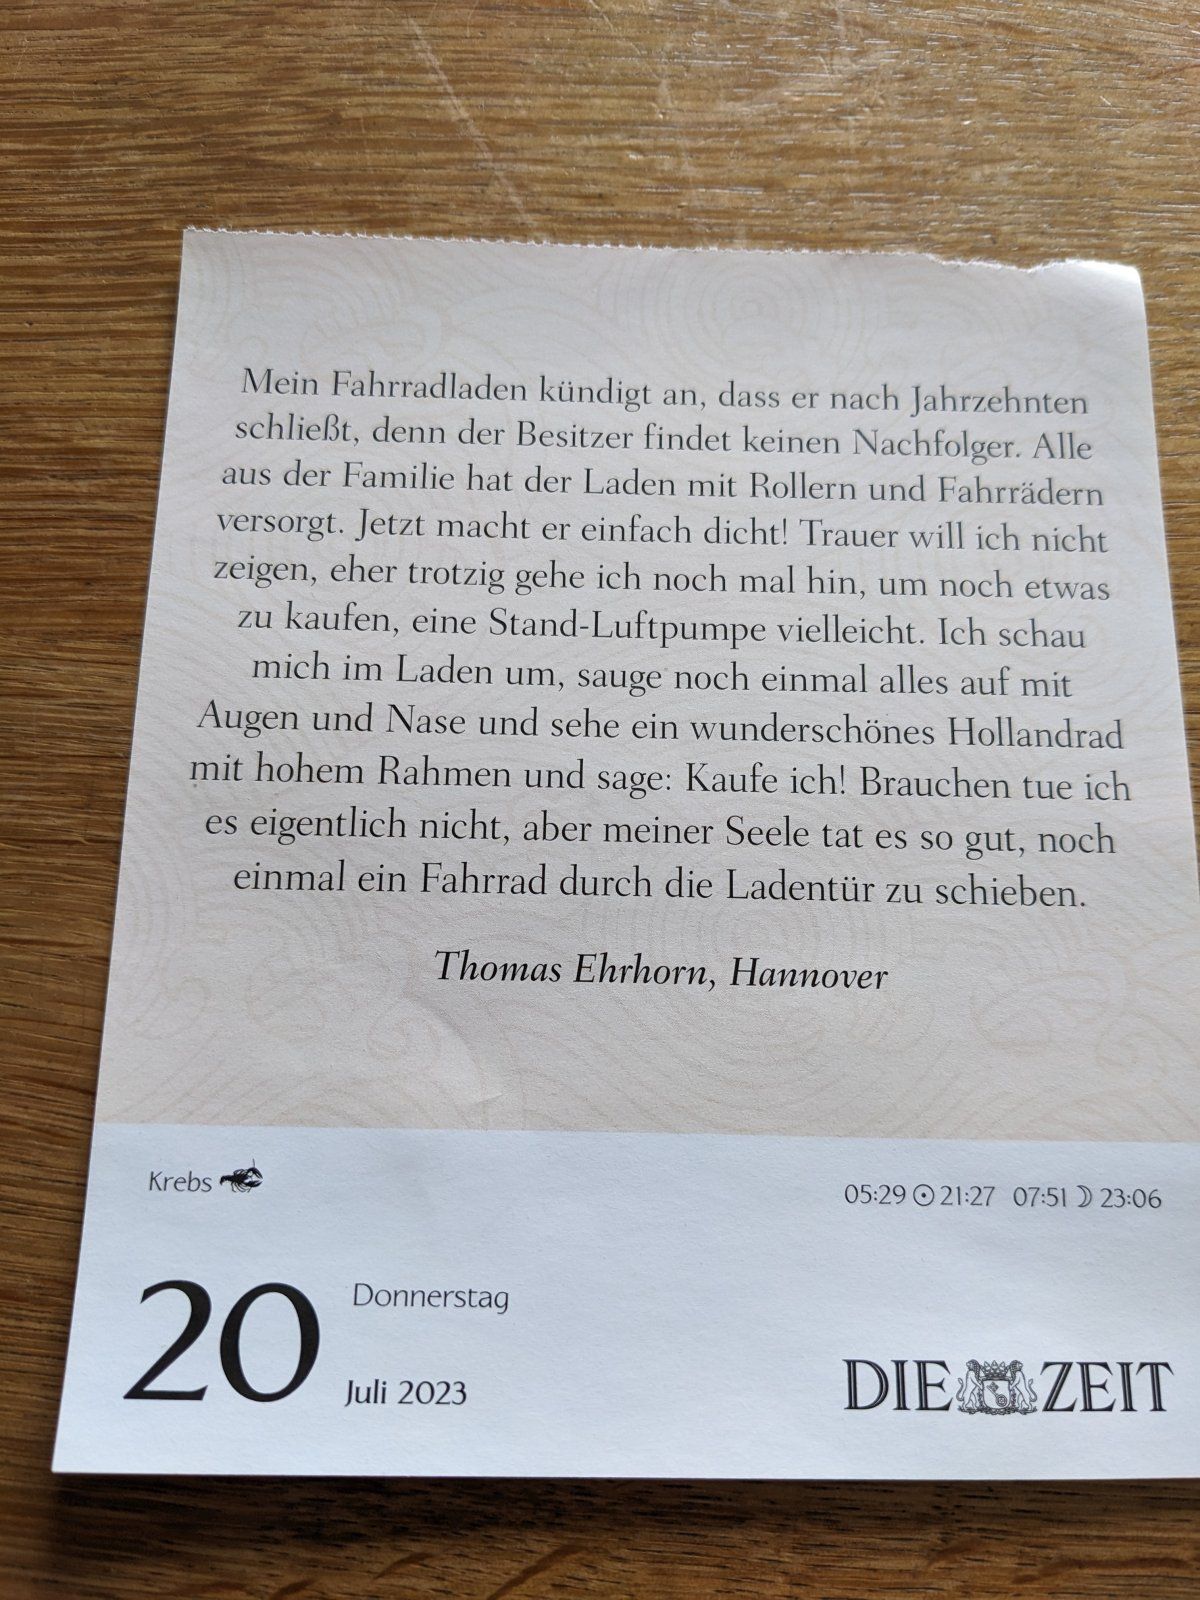 Mein Fahrradladen kündigt an, dass er nach Jahrzehnten
schließt, denn der Besitzer findet keinen Nachfolger. Alle
aus der Familie hat der Laden mit Rollern und Fahrrädern
versorgt. Jetzt macht er einfach dicht! Trauer will ich nicht
zeigen, eher trotzig gehe ich noch mal hin, um noch etwas
zu kaufen, eine Stand-Luftpumpe vielleicht. Ich schau
mich im Laden um, sauge noch einmal alles auf mit
Augen und Nase und sehe ein wunderschönes Hollandrad
mit hohem Rahmen und sage: Kaufe ich! Brauchen tue ich
es eigentlich nicht, aber meiner Seele tat es so gut, noch
einmal ein Fahrrad durch die Ladentür zu schieben.
Thomas Ehrhorn, Hannover
Krebs
05:29 ☉ 21:27 07:51 ☽ 23:06
20
Donnerstag
Juli 2023
DIE ZEIT